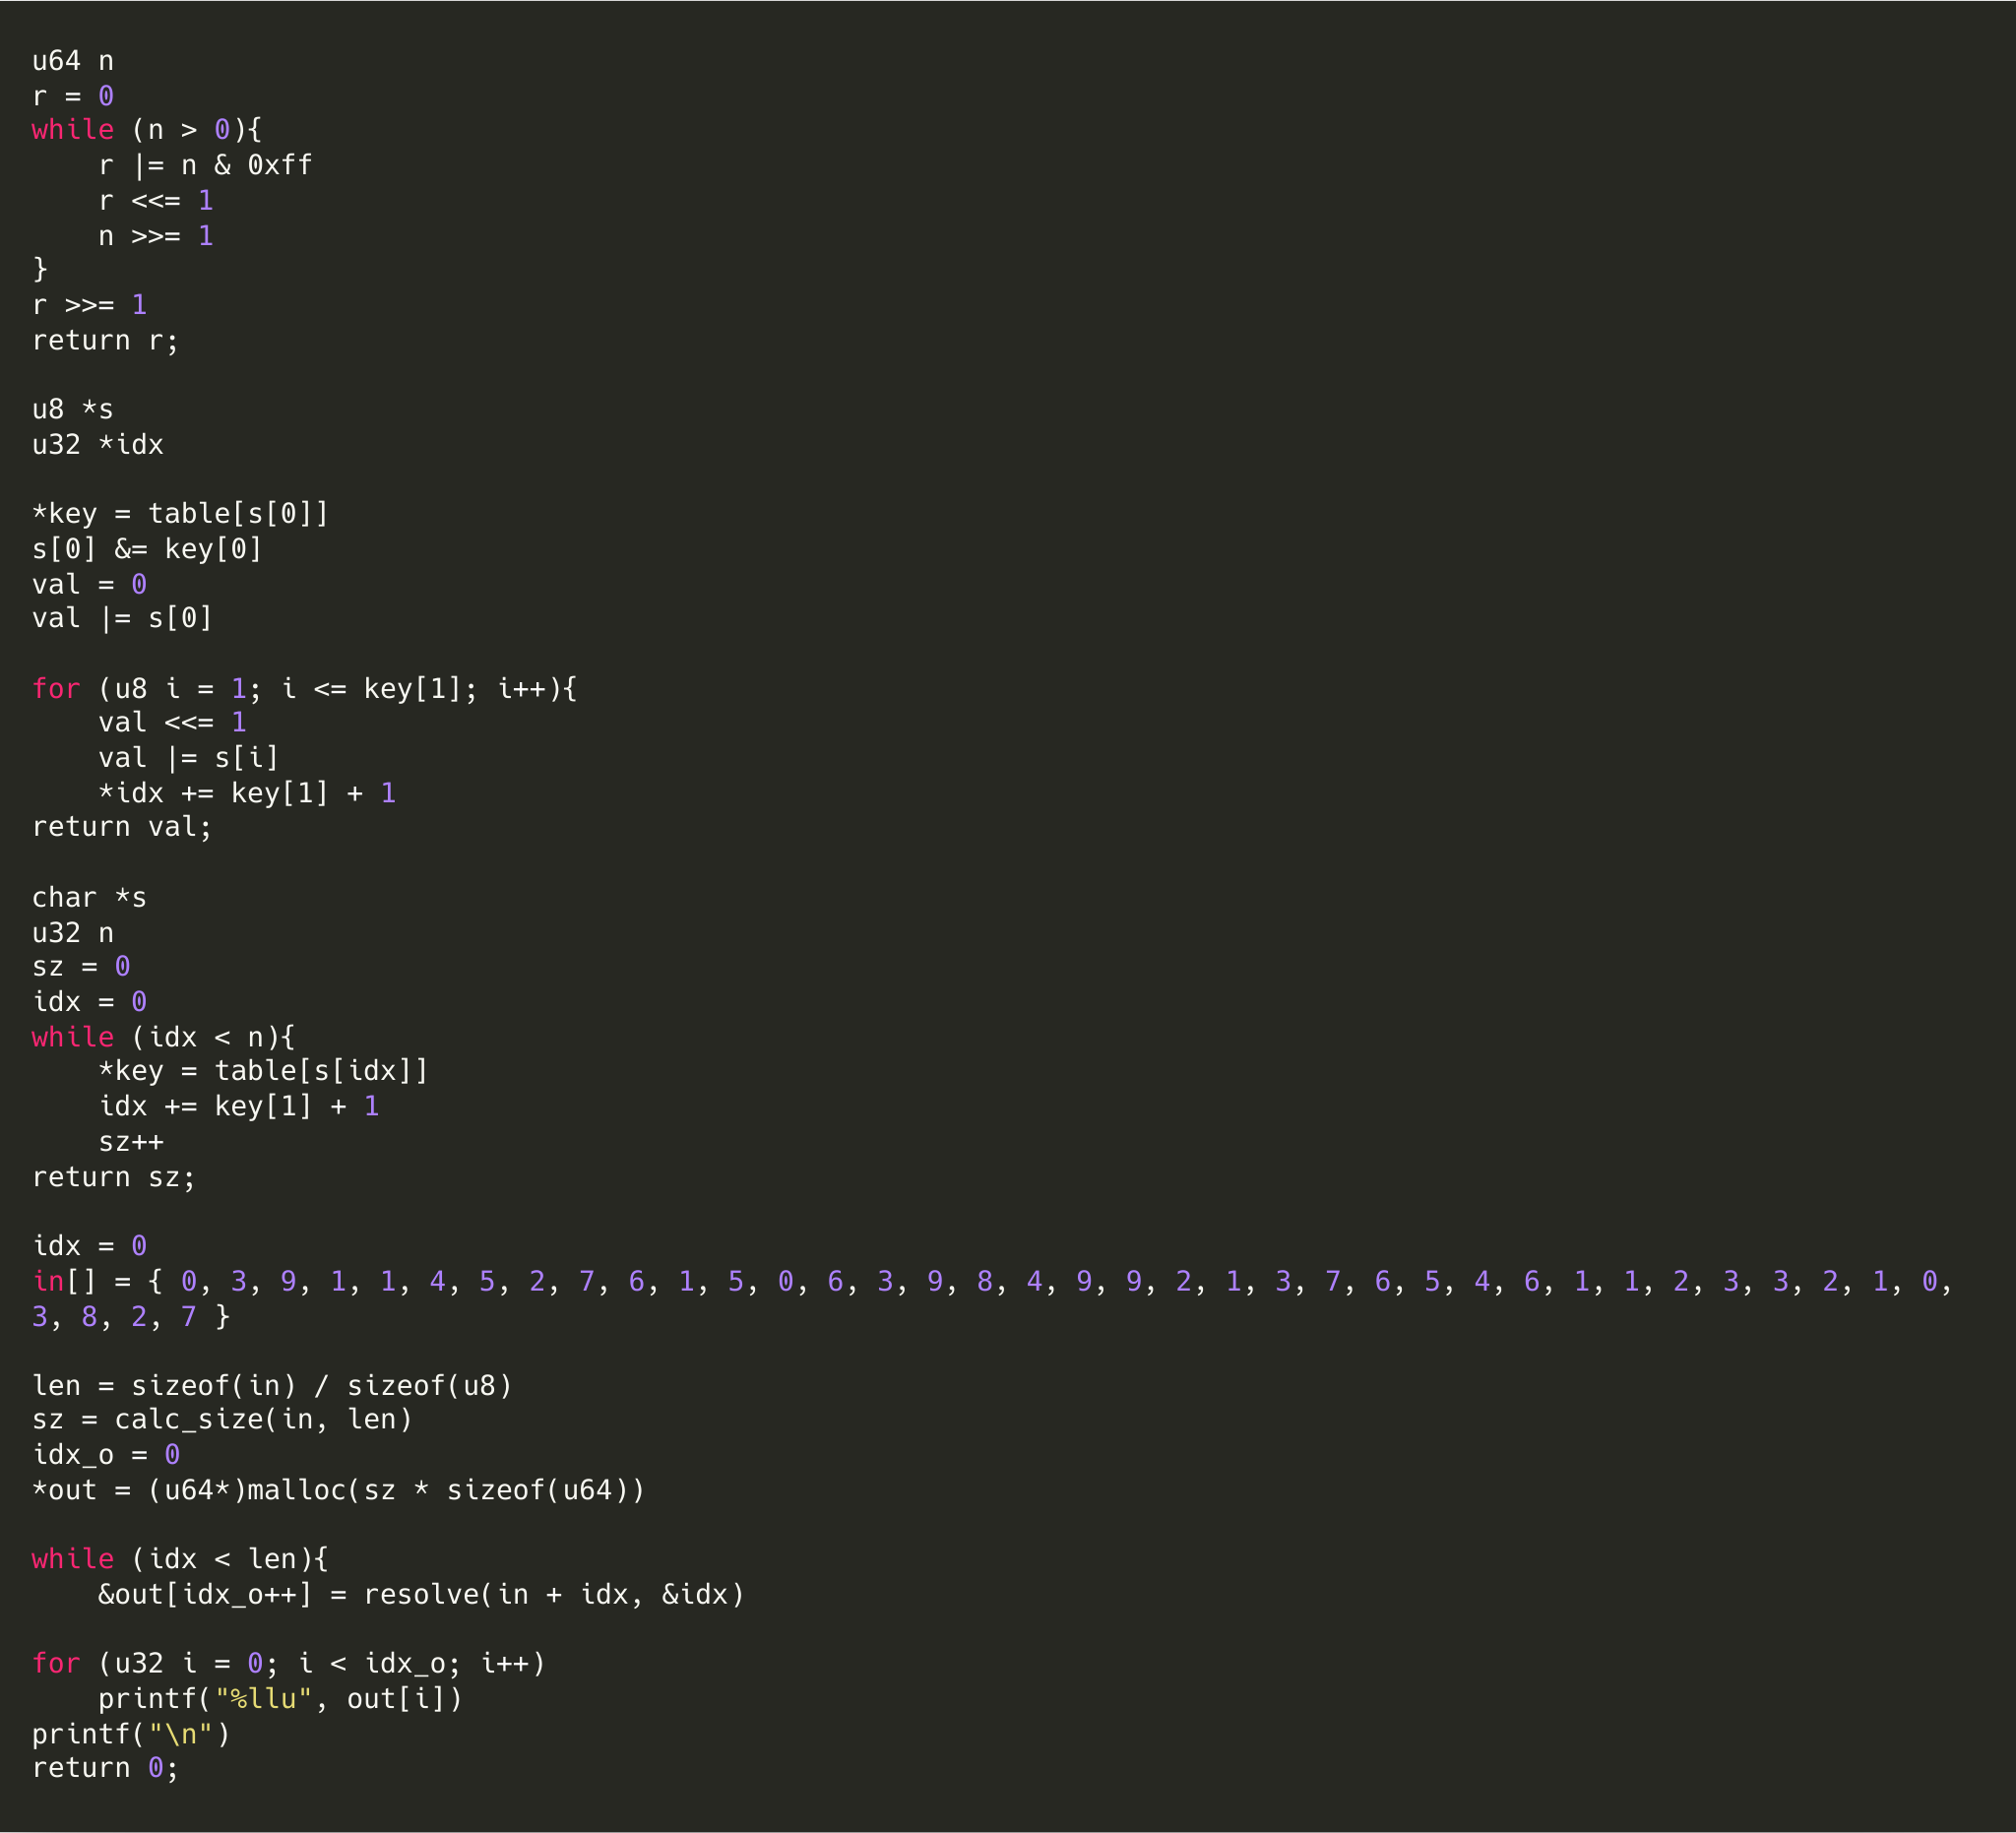 u64 n
r = 0
while (n > 0){
    r |= n & 0xff
    r <<= 1
    n >>= 1
}
r >>= 1
return r;

u8 *s
u32 *idx

*key = table[s[0]]
s[0] &= key[0]
val = 0
val |= s[0]

for (u8 i = 1; i <= key[1]; i++){
    val <<= 1
    val |= s[i]
    *idx += key[1] + 1
return val;

char *s
u32 n
sz = 0
idx = 0
while (idx < n){
    *key = table[s[idx]]
    idx += key[1] + 1
    sz++
return sz;

idx = 0
in[] = { 0, 3, 9, 1, 1, 4, 5, 2, 7, 6, 1, 5, 0, 6, 3, 9, 8, 4, 9, 9, 2, 1, 3, 7, 6, 5, 4, 6, 1, 1, 2, 3, 3, 2, 1, 0,
3, 8, 2, 7 }

len = sizeof(in) / sizeof(u8)
sz = calc_size(in, len)
idx_o = 0
*out = (u64*)malloc(sz * sizeof(u64))

while (idx < len){
    &out[idx_o++] = resolve(in + idx, &idx)

for (u32 i = 0; i < idx_o; i++)
    printf("%llu", out[i])
printf("\n")
return 0;